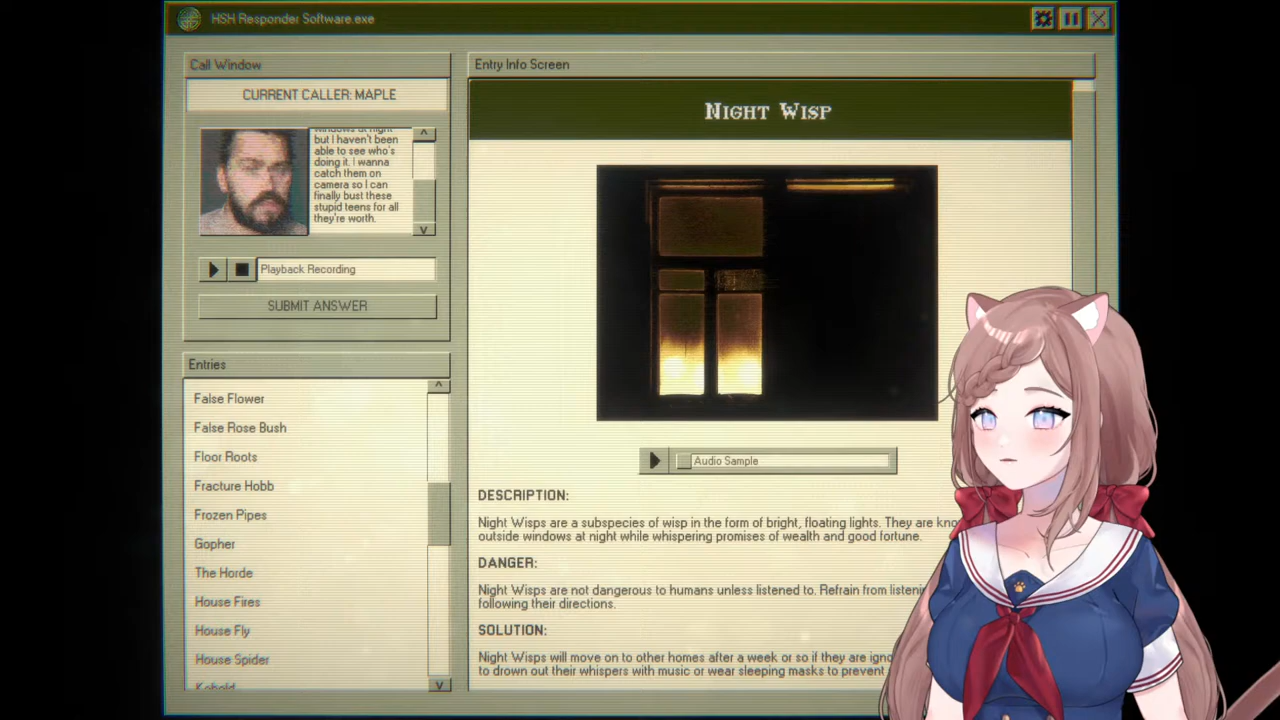 HSH Responder Software.exe
Call Window
CURRENT CALLER: MAPLE
windows at night
but I haven't been
able to see who's
doing it. I wanna
catch them on
camera so I can
finally bust these
stupid teens for all
they're worth.
Playback Recording
SUBMIT ANSWER
Entries
False Flower
False Rose Bush
Floor Roots
Fracture Hobb
Frozen Pipes
Gopher
The Horde
House Fires
House Fly
House Spider
Kobold
Entry Info Screen
Night Wisp
Audio Sample
DESCRIPTION:
Night Wisps are a subspecies of wisp in the form of bright, floating lights. They are
outside windows at night while whispering promises of wealth and good fortune.
DANGER:
Night Wisps are not dangerous to humans unless listened to. Refrain from
following their directions.
SOLUTION:
Night Wisps will move on to other homes after a week or so if they are
to drown out their whispers with music or wear sleeping masks to prevent